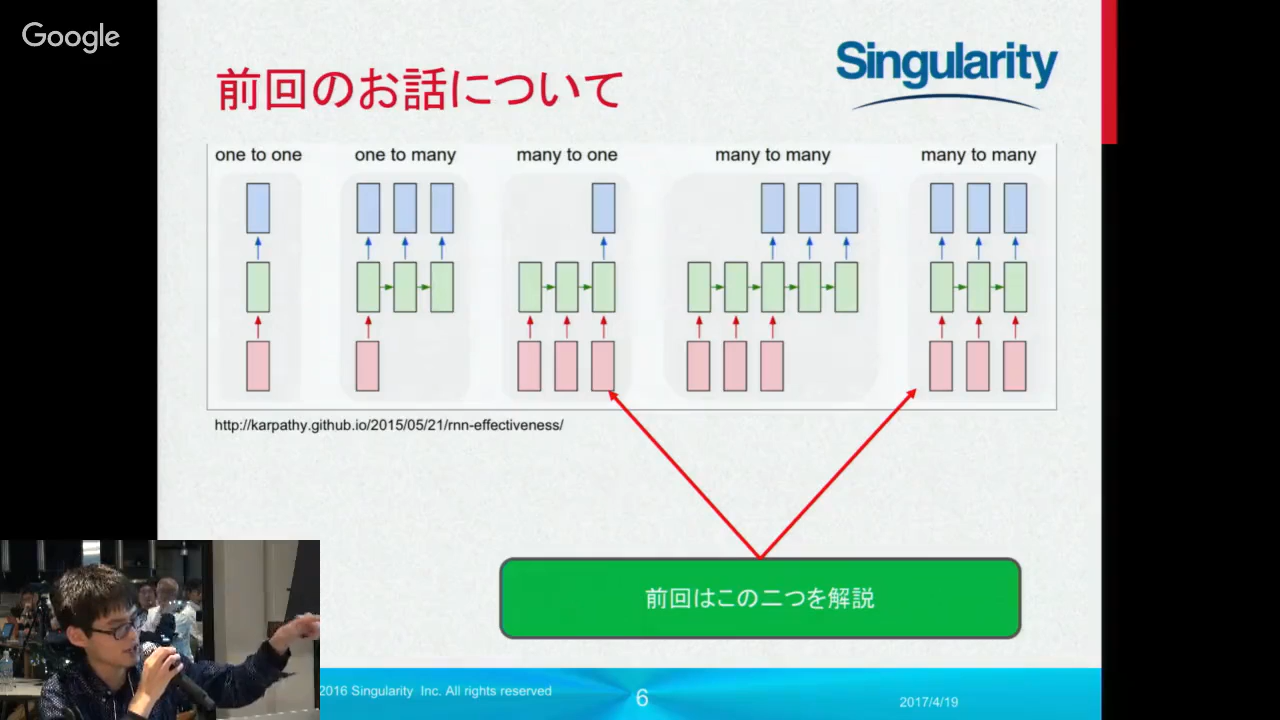 Google
Singularity
前回のお話について
one to one
one to many
many to one
many to many
many to many
http://karpathy.github.io/2015/05/21/rnn-effectiveness/
前回はこの二つを解説
2016 Singularity Inc. All rights reserved
6
2017/4/19